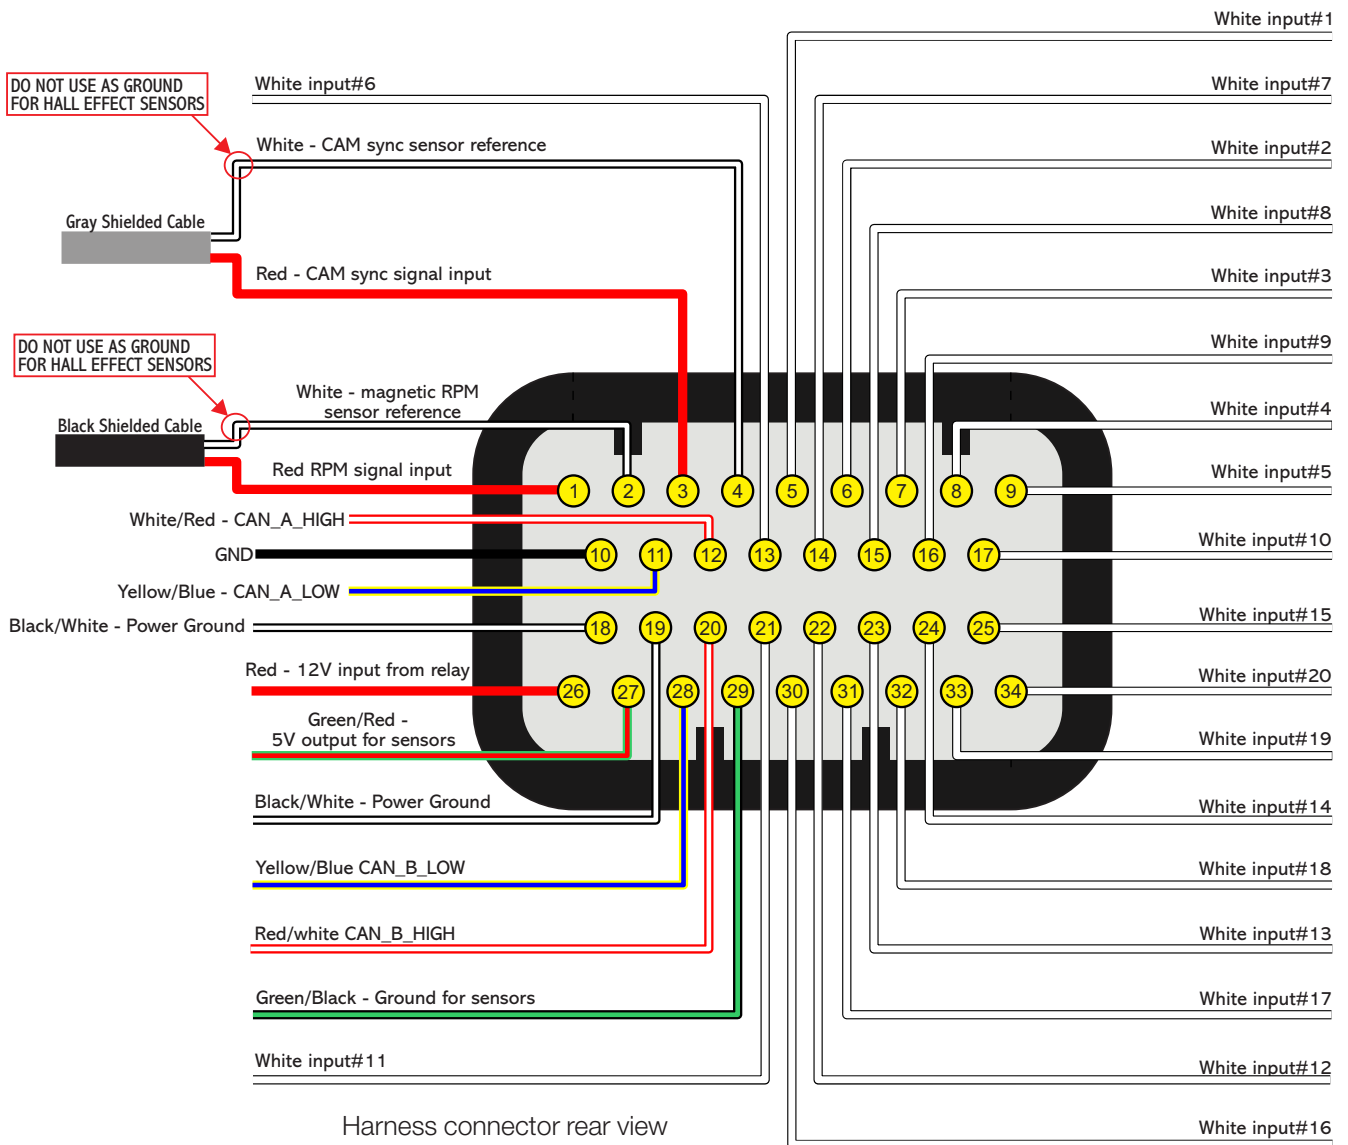 White input#1
DO NOT USE AS GROUND
FOR HALL EFFECT SENSORS
White input#6
White input#7
White - CAM sync sensor reference
White input#2
Gray Shielded Cable
White input#8
Red - CAM sync signal input
White input#3
DO NOT USE AS GROUND
FOR HALL EFFECT SENSORS
White input#9
White - magnetic RPM
sensor reference
White input#4
Black Shielded Cable
Red RPM signal input
White input#5
1 2 3 4 5 6 7 8 9
White/Red - CAN_A_HIGH
White input#10
GND
10 11 12 13 14 15 16 17
Yellow/Blue - CAN_A_LOW
White input#15
Black/White - Power Ground
18 19 20 21 22 23 24 25
Red - 12V input from relay
White input#20
26 27 28 29 30 31 32 33 34
Green/Red -
5V output for sensors
White input#19
Black/White - Power Ground
White input#14
Yellow/Blue CAN_B_LOW
White input#18
Red/white CAN_B_HIGH
White input#13
Green/Black - Ground for sensors
White input#17
White input#11
White input#12
Harness connector rear view
White input#16